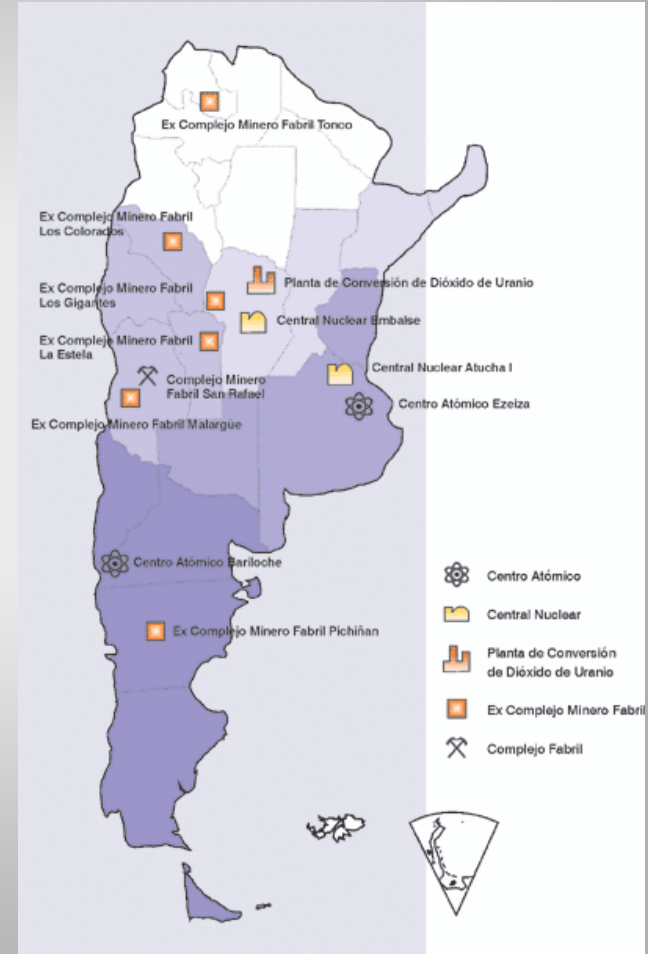 Ex Complejo Minero Fabril Tonco
Ex Complejo Minero Fabril
Los Colorados
Ex Complejo Minero Fabril
Los Gigantes
Planta de Conversión de Dióxido de Uranio
Central Nuclear Embalse
Ex Complejo Minero Fabril
La Estela
Central Nuclear Atucha I
Complejo Minero
Fabril San Rafael
Centro Atómico Ezeiza
Ex Complejo Minero Fabril Malargüe
Centro Atómico Bariloche
Ex Complejo Minero Fabril Pichiñan
Centro Atómico
Central Nuclear
Planta de Conversión
de Dióxido de Uranio
Ex Complejo Minero Fabril
Complejo Fabril